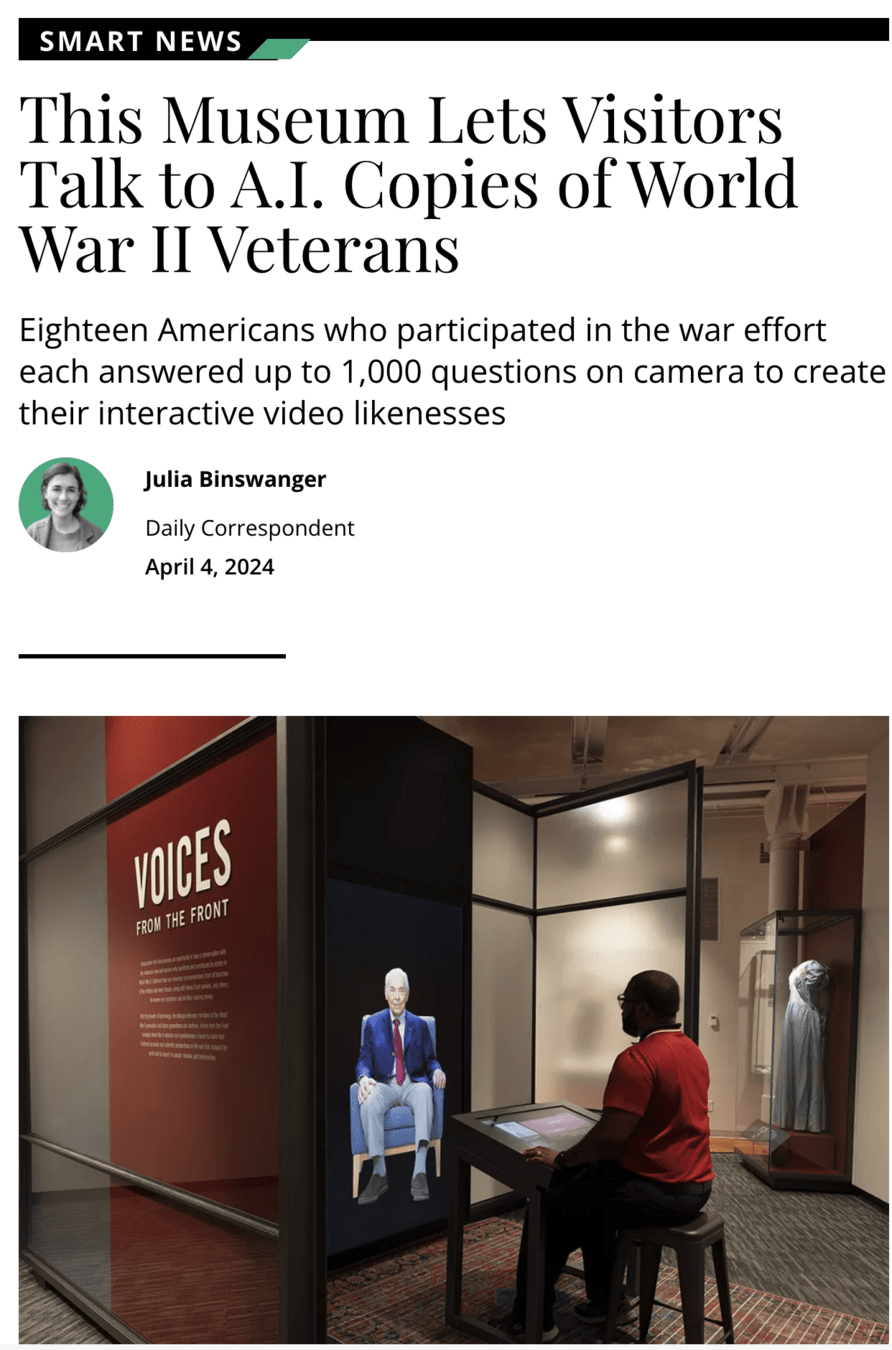 SMART NEWS
This Museum Lets Visitors
Talk to A.I. Copies of World
War II Veterans
Eighteen Americans who participated in the war effort
each answered up to 1,000 questions on camera to create
their interactive video likenesses
Julia Binswanger
Daily Correspondent
April 4, 2024
VOICES
FROM THE FRONT